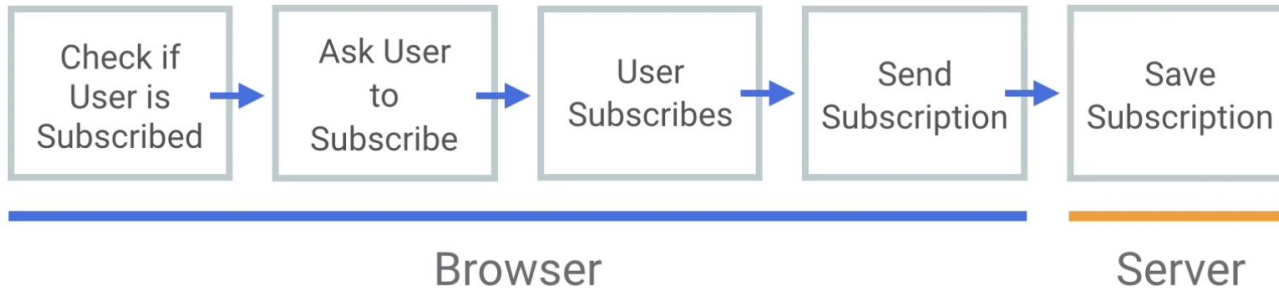 Check if
User is
Subscribed
Ask User
to
Subscribe
User
Subscribes
Send
Subscription
Save
Subscription
Browser
Server